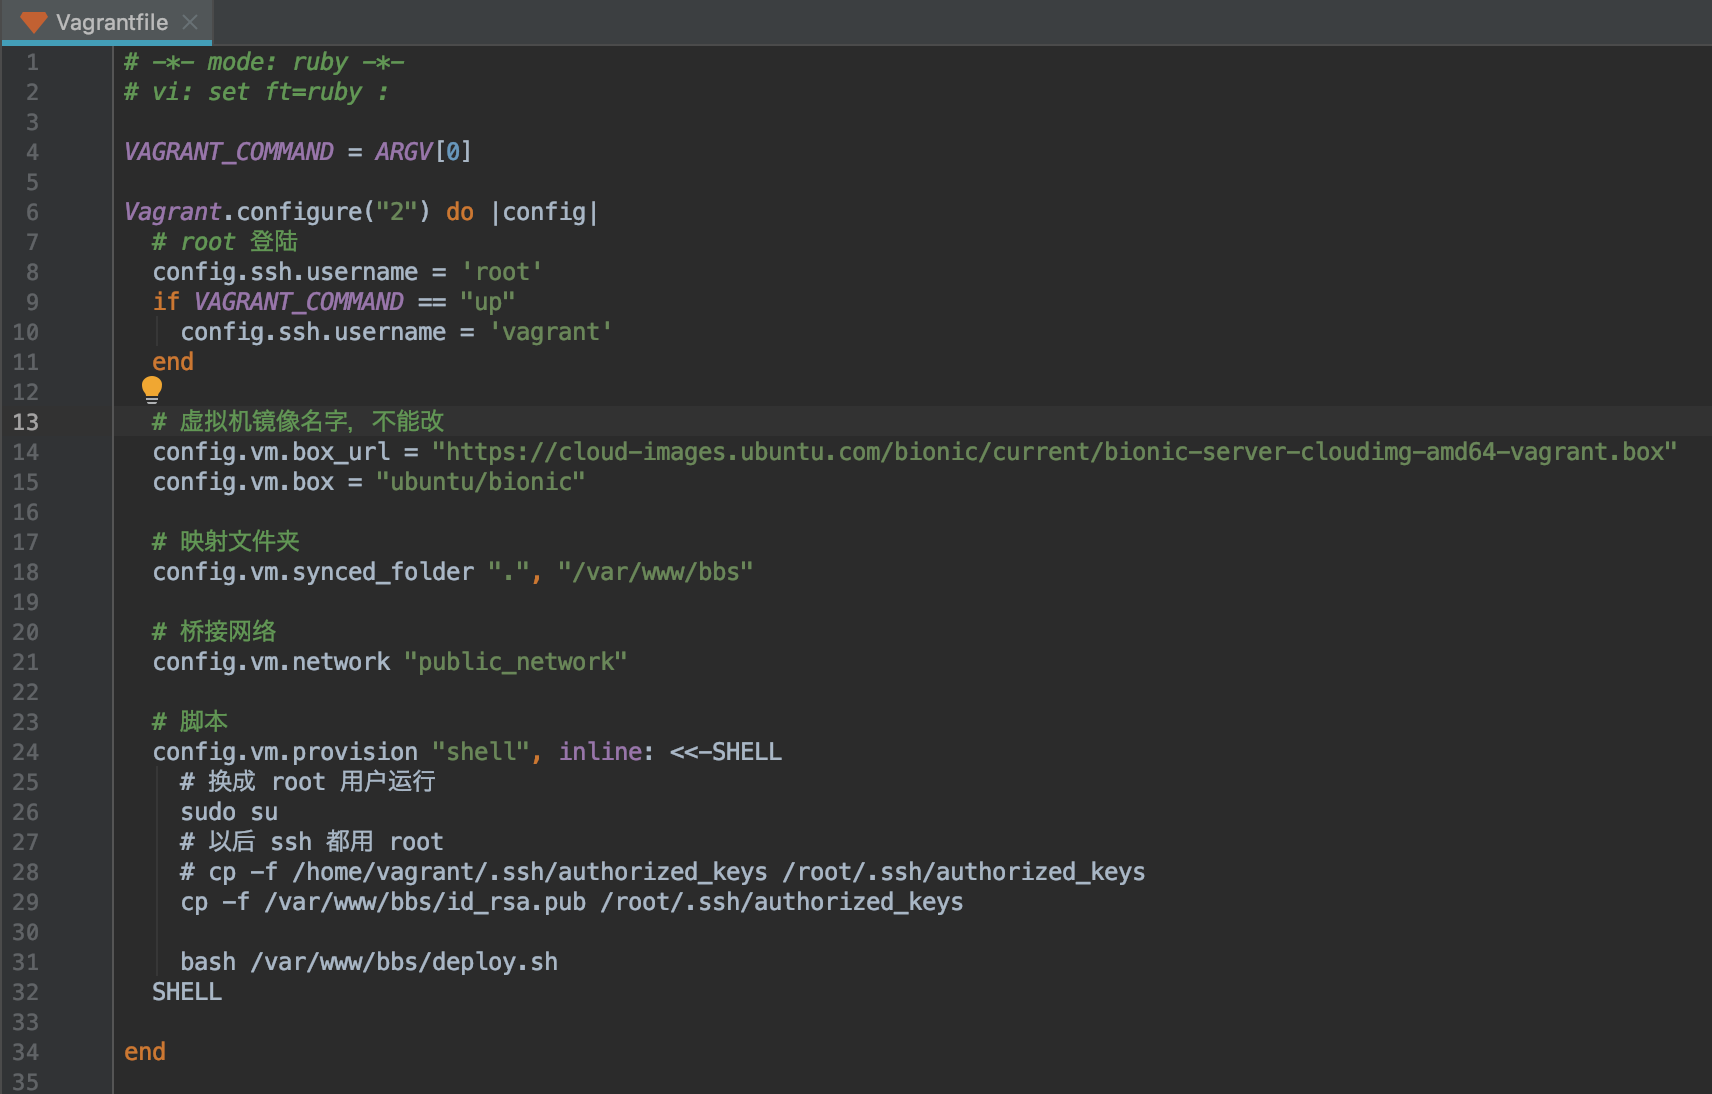 Vagrantfile
1 # -*- mode: ruby -*-
2 # vi: set ft=ruby :
3
4 VAGRANT_COMMAND = ARGV[0]
5
6 Vagrant.configure("2") do |config|
7 # root 登陆
8 config.ssh.username = 'root'
9 if VAGRANT_COMMAND == "up"
10 config.ssh.username = 'vagrant'
11 end
12
13 # 虚拟机镜像名字，不能改
14 config.vm.box_url = "https://cloud-images.ubuntu.com/bionic/current/bionic-server-cloudimg-amd64-vagrant.box"
15 config.vm.box = "ubuntu/bionic"
16
17 # 映射文件夹
18 config.vm.synced_folder ".", "/var/www/bbs"
19
20 # 桥接网络
21 config.vm.network "public_network"
22
23 # 脚本
24 config.vm.provision "shell", inline: <<-SHELL
25 # 换成 root 用户运行
26 sudo su
27 # 以后 ssh 都用 root
28 # cp -f /home/vagrant/.ssh/authorized_keys /root/.ssh/authorized_keys
29 cp -f /var/www/bbs/id_rsa.pub /root/.ssh/authorized_keys
30
31 bash /var/www/bbs/deploy.sh
32 SHELL
33
34 end
35